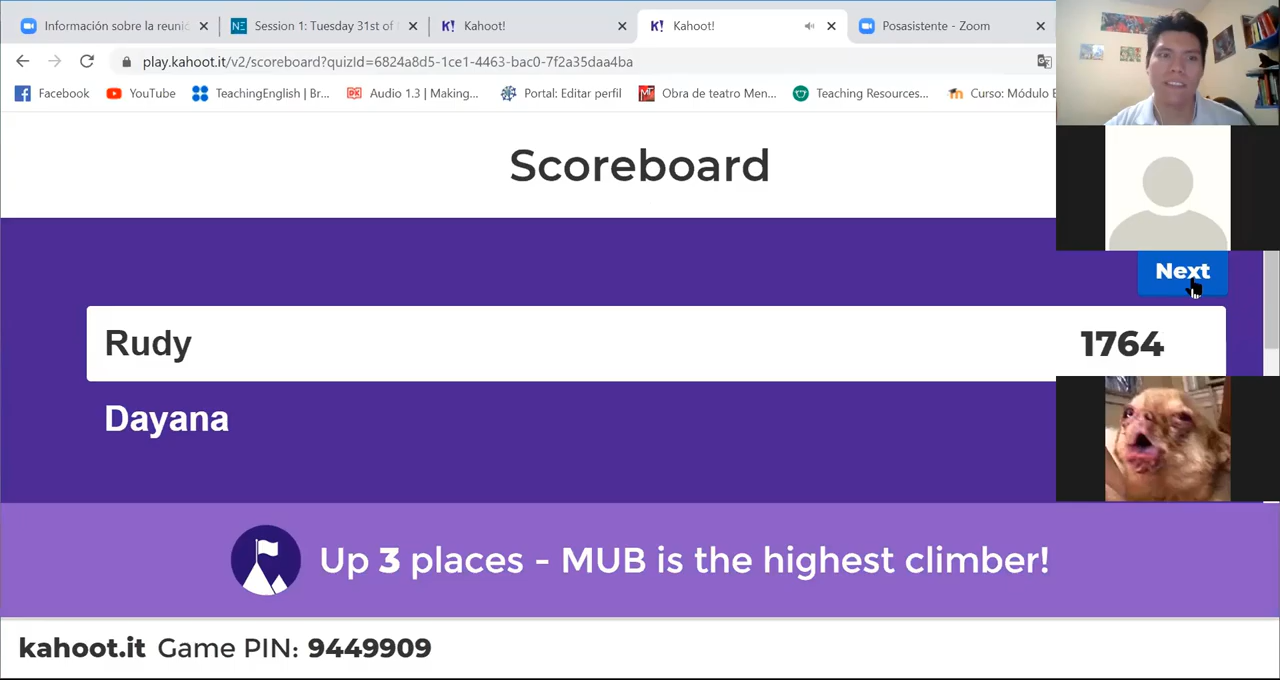 Información sobre la reunió
Session 1: Tuesday 31st of
Kahoot!
Kahoot!
Posasistente - Zoom
play.kahoot.it/v2/scoreboard?quizId=6824a8d5-1ce1-4463-bac0-7f2a35daa4ba
Facebook
YouTube
TeachingEnglish | Br...
Audio 1.3 | Making...
Portal: Editar perfil
Obra de teatro Men...
Teaching Resources...
Curso: Módulo
Scoreboard
Next
Rudy 1764
Dayana
Up 3 places - MUB is the highest climber!
kahoot.it Game PIN: 9449909